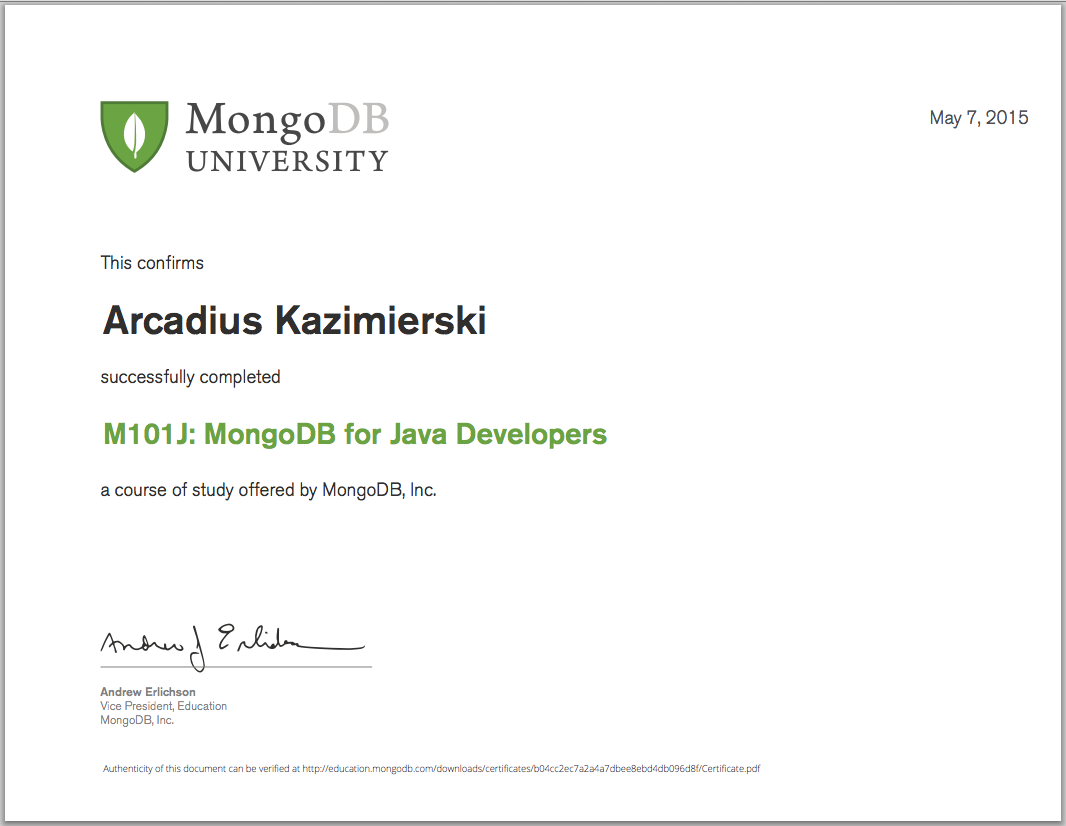 MongoDB
UNIVERSITY
May 7, 2015
This confirms
Arcadius Kazimierski
successfully completed
M101J: MongoDB for Java Developers
a course of study offered by MongoDB, Inc.
Andrew J Erlichson
Andrew Erlichson
Vice President, Education
MongoDB, Inc.
Authenticity of this document can be verified at http://education.mongodb.com/downloads/certificates/b04cc2ec7a2a4a7dbee8ebd4db096d8f/Certificate.pdf